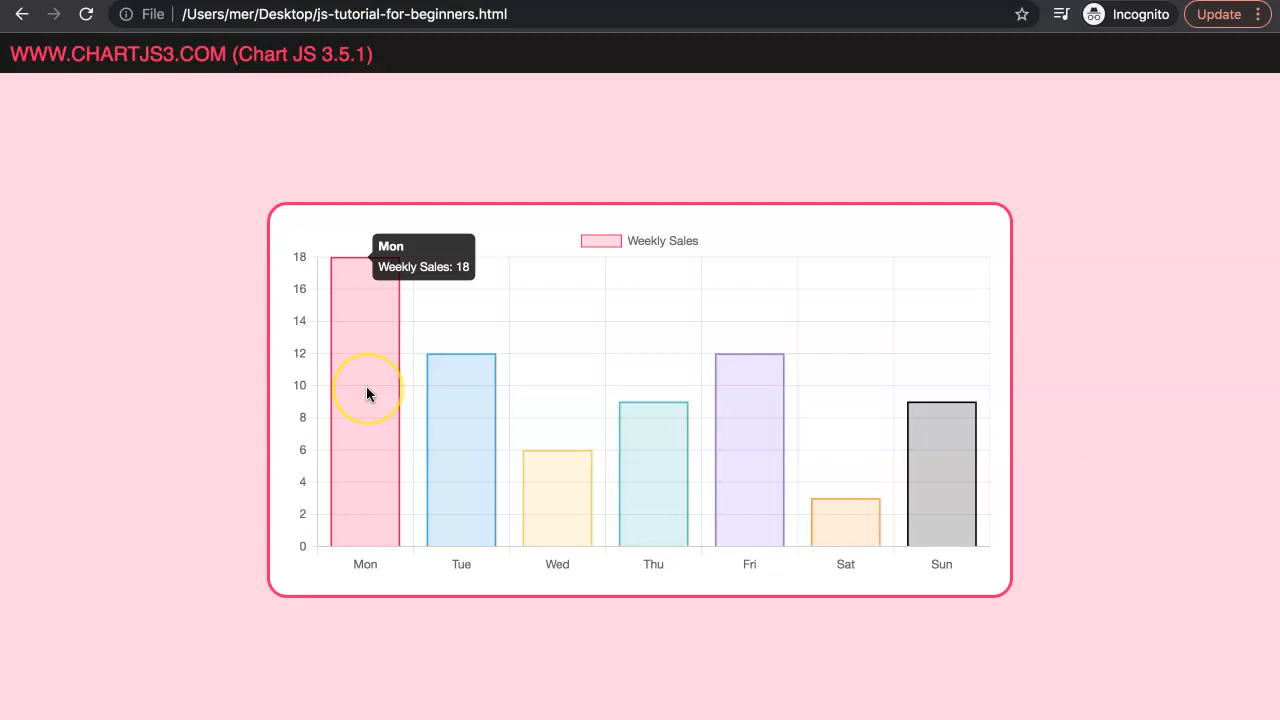 File
/Users/mer/Desktop/js-tutorial-for-beginners.html
Incognito
Update
WWW.CHARTJS3.COM (Chart JS 3.5.1)
Weekly Sales
Mon
Weekly Sales: 18
18
16
14
12
10
8
6
4
2
0
Mon Tue Wed Thu Fri Sat Sun